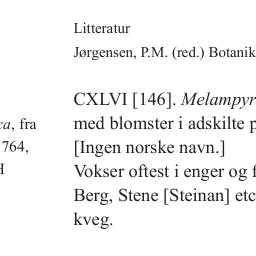 Litteratur
Jørgensen, P.M. (red.) Botanik
CXLVI [146]. Melampyr
ca, fra
med blomster i adskilte p
764,
[Ingen norske navn.]
Vokser oftest i enger og f
Berg, Stene [Steinan] etc
kveg.